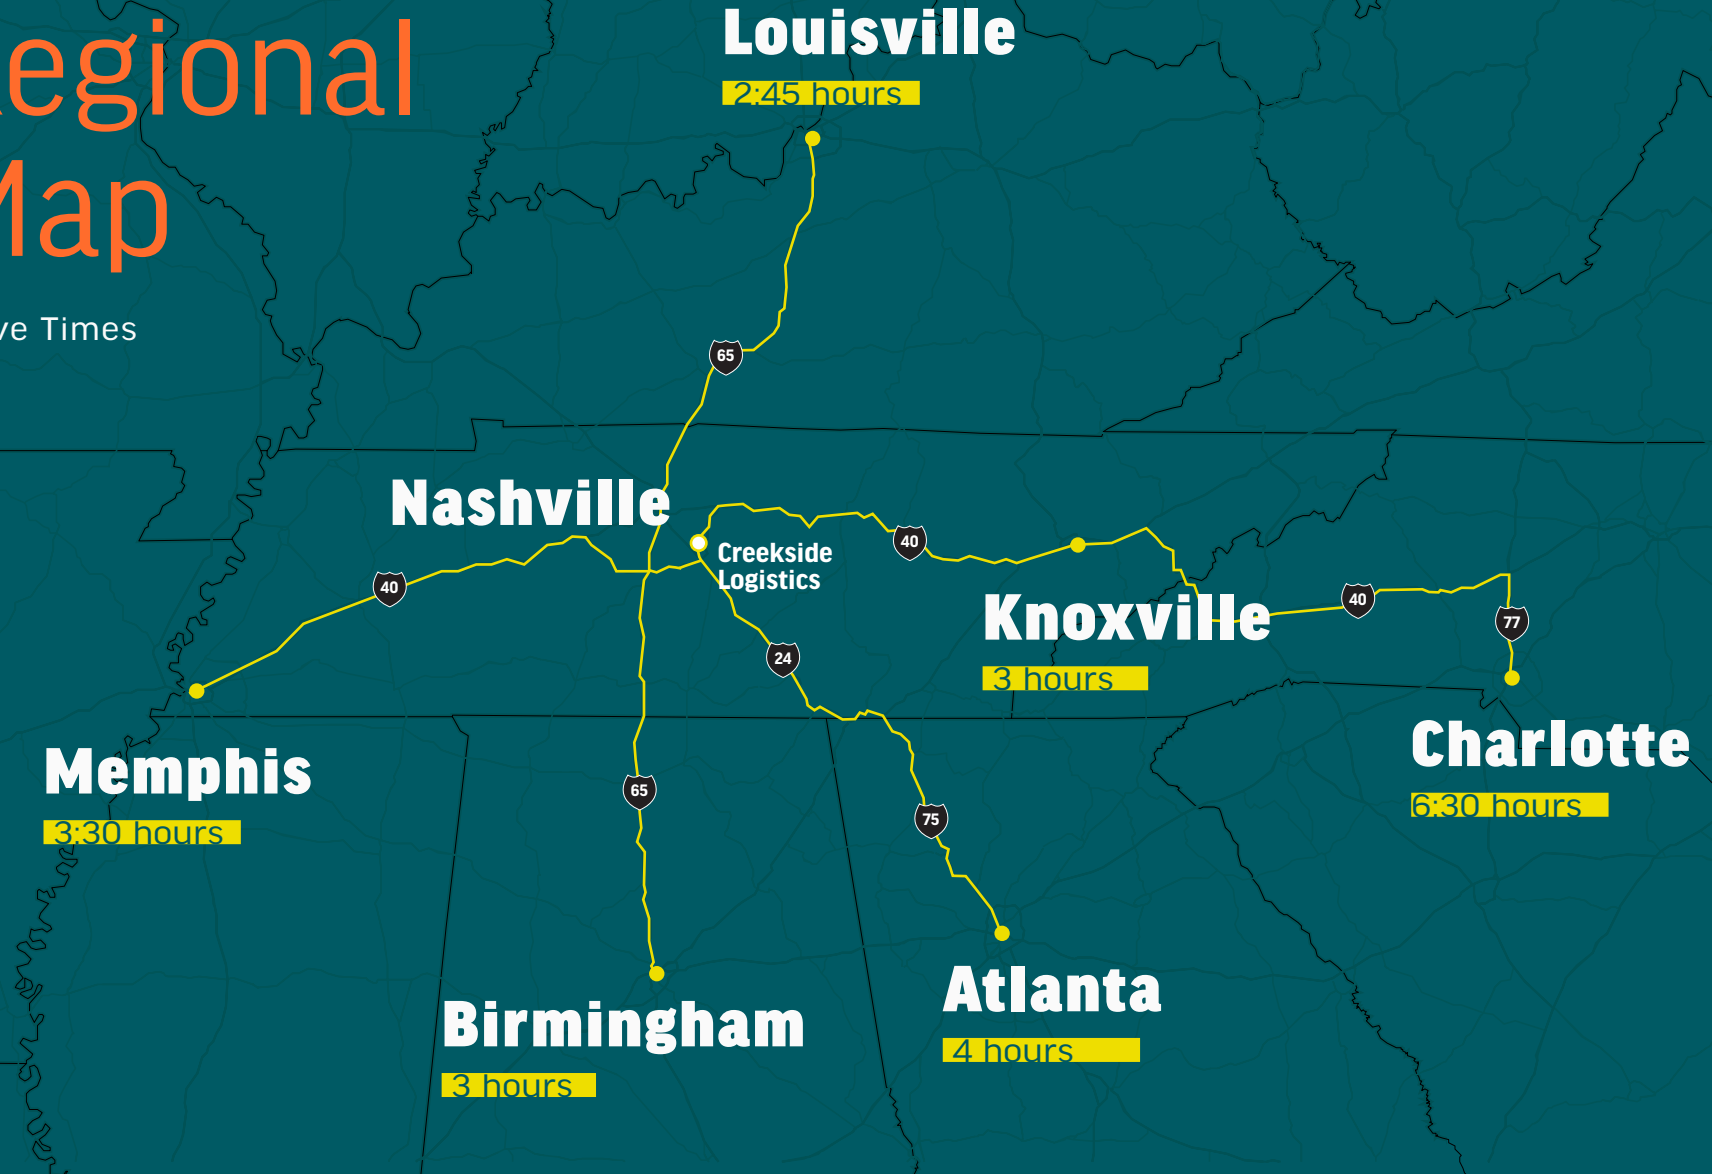 egional
Map
ve Times
Louisville
2:45 hours
65
Nashville
Creekside
Logistics
40
40
Knoxville
3 hours
40
77
24
Memphis
3:30 hours
65
75
Charlotte
6:30 hours
Birmingham
3 hours
Atlanta
4 hours